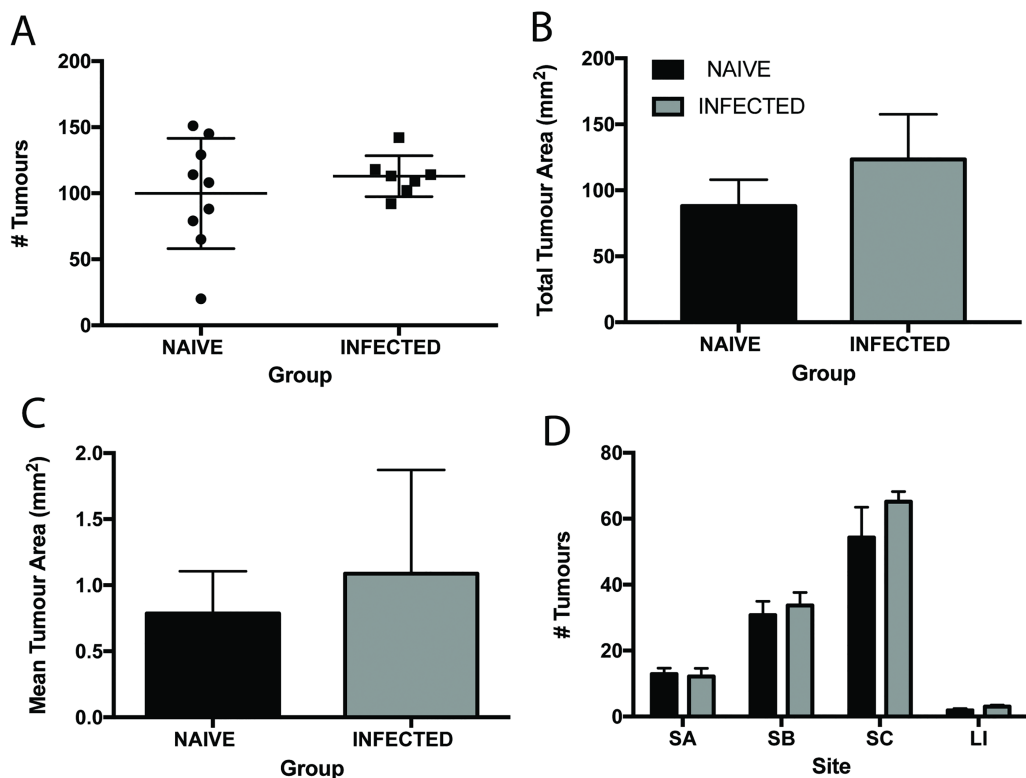 A
# Tumours
200
150
100
50
0
NAIVE INFECTED
Group
B
Total Tumour Area (mm²)
200
150
100
50
0
NAIVE
INFECTED
NAIVE INFECTED
Group
C
Mean Tumour Area (mm²)
2.0
1.5
1.0
0.5
0.0
NAIVE INFECTED
Group
D
# Tumours
80
60
40
20
0
SA SB SC LI
Site